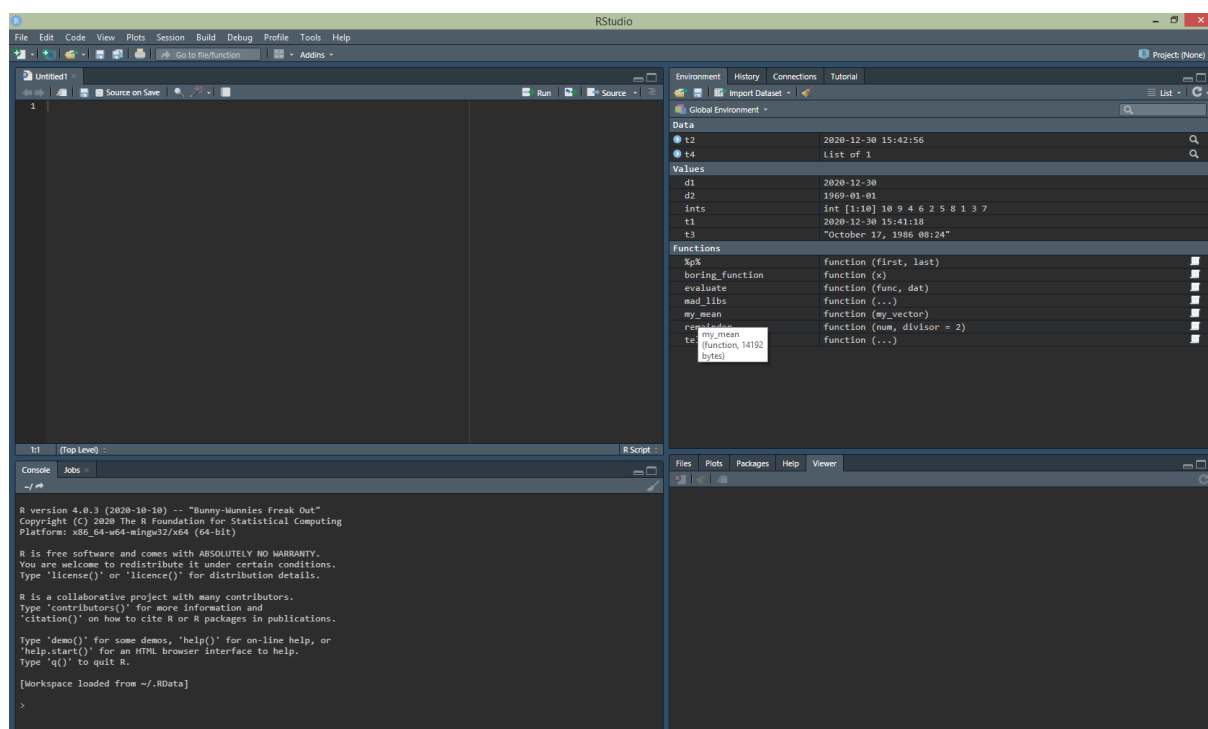 RStudio
File Edit Code View Plots Session Build Debug Profile Tools Help
Go to file/function Addins Project: (None)
Untitled1
Source on Save Run Source
1
1:1 (Top Level) R Script
Console Jobs
~/
R version 4.0.3 (2020-10-10) -- "Bunny-Wunnies Freak Out"
Copyright (C) 2020 The R Foundation for Statistical Computing
Platform: x86_64-w64-mingw32/x64 (64-bit)
R is free software and comes with ABSOLUTELY NO WARRANTY.
You are welcome to redistribute it under certain conditions.
Type 'license()' or 'licence()' for distribution details.
R is a collaborative project with many contributors.
Type 'contributors()' for more information and
'citation()' on how to cite R or R packages in publications.
Type 'demo()' for some demos, 'help()' for on-line help, or
'help.start()' for an HTML browser interface to help.
Type 'q()' to quit R.
[Workspace loaded from ~/.RData]
>
Environment History Connections Tutorial
Import Dataset List
Global Environment
Data
t2 2020-12-30 15:42:56
t4 List of 1
Values
d1 2020-12-30
d2 1969-01-01
ints int [1:10] 10 9 4 6 2 5 8 1 3 7
t1 2020-12-30 15:41:18
t3 "October 17, 1986 08:24"
Functions
%p% function (first, last)
boring_function function (x)
evaluate function (func, dat)
mad_libs function (...)
my_mean function (my_vector)
function (num, divisor = 2)
function (...)
my_mean
(function, 14192
bytes)
Files Plots Packages Help Viewer